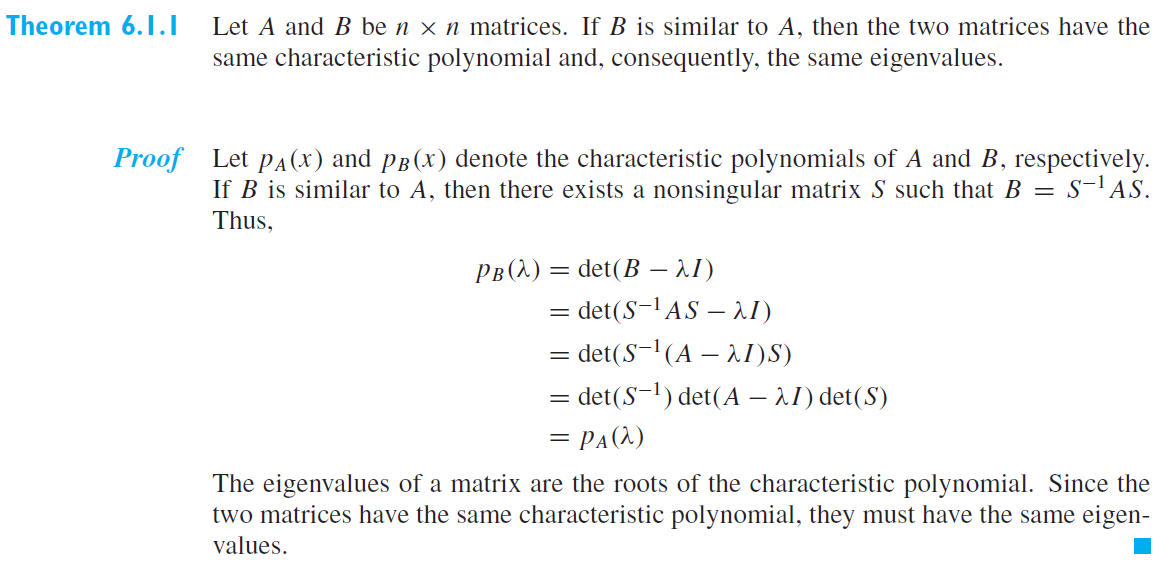 Theorem 6.1.1 Let A and B be n × n matrices. If B is similar to A, then the two matrices have the
same characteristic polynomial and, consequently, the same eigenvalues.
Proof Let p_A(x) and p_B(x) denote the characteristic polynomials of A and B, respectively.
If B is similar to A, then there exists a nonsingular matrix S such that B = S⁻¹AS.
Thus,
p_B(λ) = det(B − λI)
= det(S⁻¹AS − λI)
= det(S⁻¹(A − λI)S)
= det(S⁻¹) det(A − λI) det(S)
= p_A(λ)
The eigenvalues of a matrix are the roots of the characteristic polynomial. Since the
two matrices have the same characteristic polynomial, they must have the same eigen-
values.